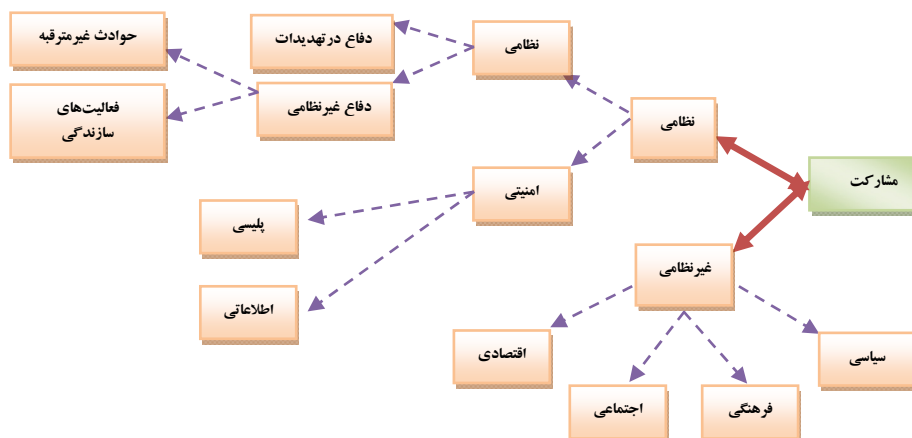 مشارکت
نظامی
نظامی
دفاع در تهدیدات
دفاع غیرنظامی
حوادث غیرمترقبه
فعالیت‌های
سازندگی
امنیتی
پلیسی
اطلاعاتی
غیرنظامی
سیاسی
فرهنگی
اجتماعی
اقتصادی